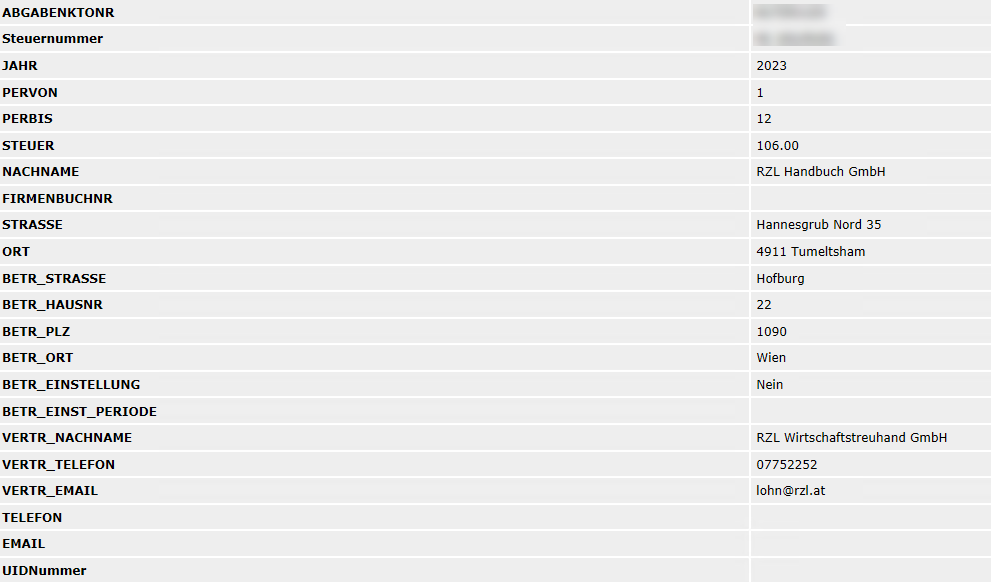 ABGABENKTONR
Steuernummer
JAHR 2023
PERVON 1
PERBIS 12
STEUER 106.00
NACHNAME RZL Handbuch GmbH
FIRMENBUCHNR
STRASSE Hannesgrub Nord 35
ORT 4911 Tumeltsham
BETR_STRASSE Hofburg
BETR_HAUSNR 22
BETR_PLZ 1090
BETR_ORT Wien
BETR_EINSTELLUNG Nein
BETR_EINST_PERIODE
VERTR_NACHNAME RZL Wirtschaftstreuhand GmbH
VERTR_TELEFON 07752252
VERTR_EMAIL lohn@rzl.at
TELEFON
EMAIL
UIDNummer